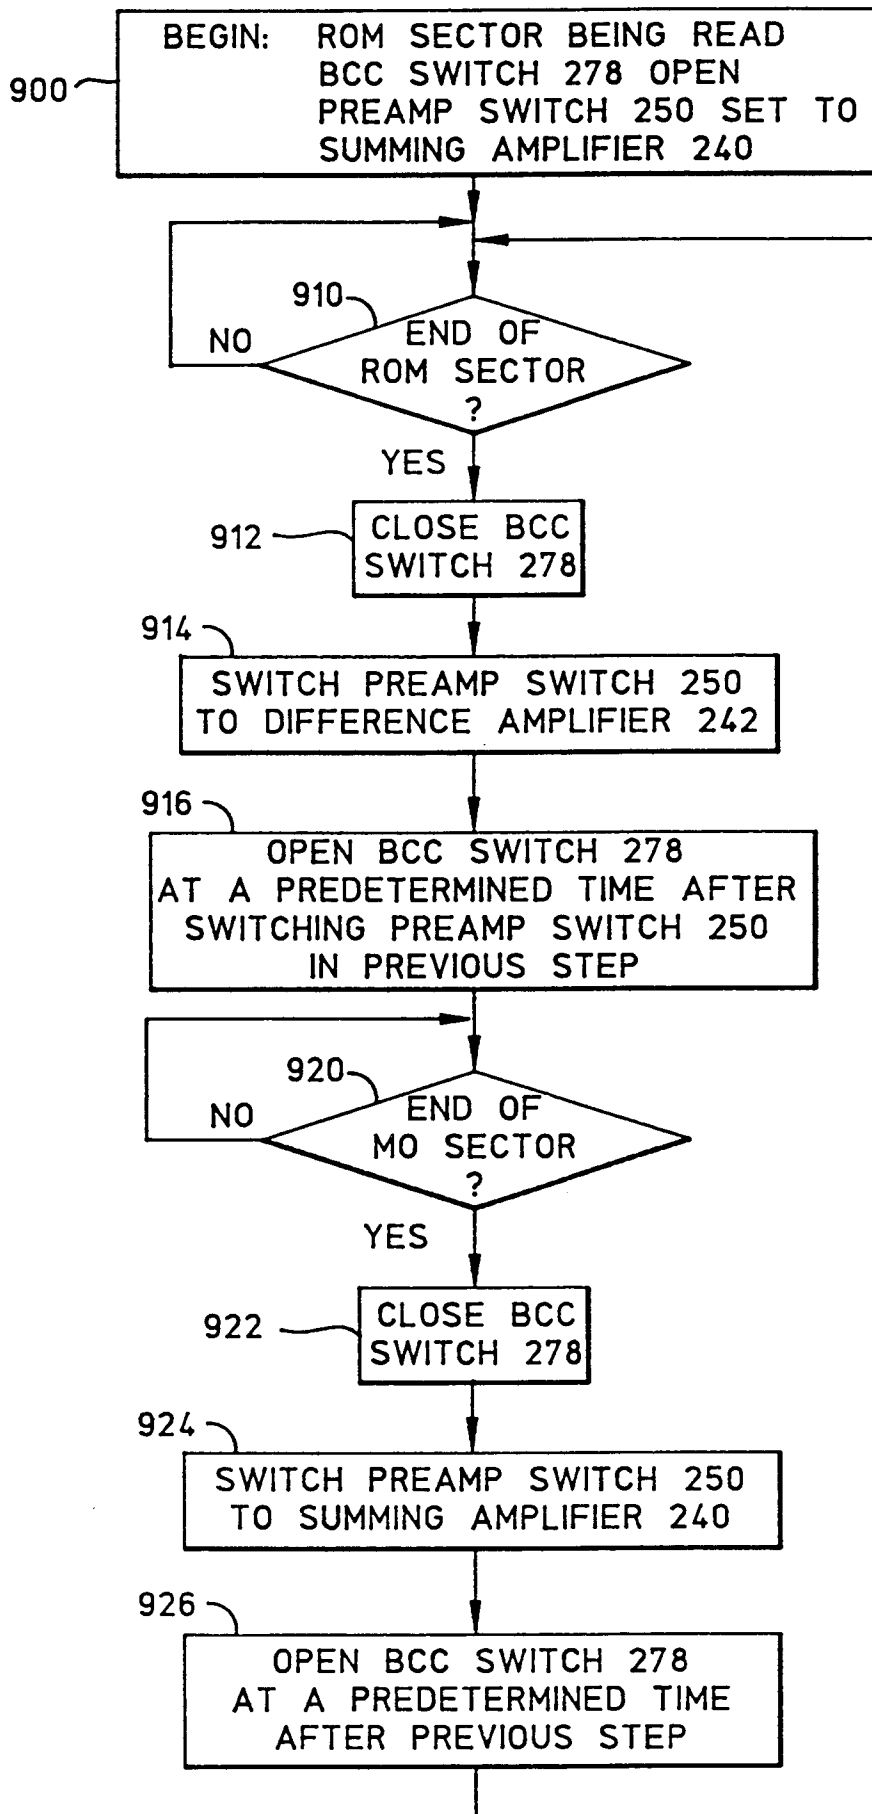 BEGIN: ROM SECTOR BEING READ
900
BCC SWITCH 278 OPEN
PREAMP SWITCH 250 SET TO
SUMMING AMPLIFIER 240
910
END OF
NO
ROM SECTOR
?
YES
912
CLOSE BCC
SWITCH 278
914
SWITCH PREAMP SWITCH 250
TO DIFFERENCE AMPLIFIER 242
916
OPEN BCC SWITCH 278
AT A PREDETERMINED TIME AFTER
SWITCHING PREAMP SWITCH 250
IN PREVIOUS STEP
920
END OF
NO
MO SECTOR
?
YES
922
CLOSE BCC
SWITCH 278
924
SWITCH PREAMP SWITCH 250
TO SUMMING AMPLIFIER 240
926
OPEN BCC SWITCH 278
AT A PREDETERMINED TIME
AFTER PREVIOUS STEP